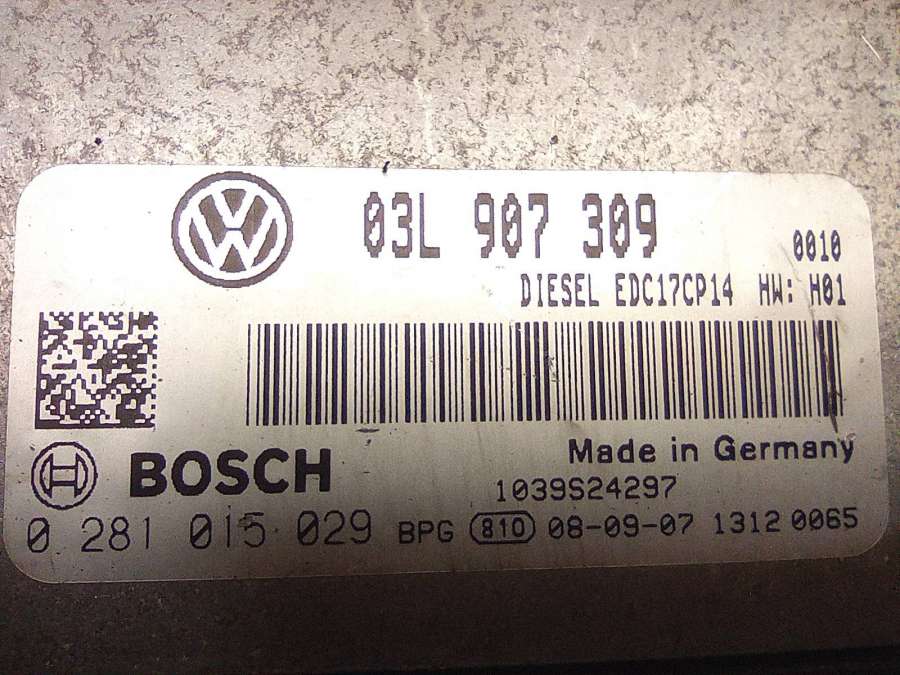 03L 907 309
0010
DIESEL EDC17CP14 HW: H01
BOSCH
Made in Germany
1039S24297
0 281 015 029 BPG 810 08-09-07 1312 0065